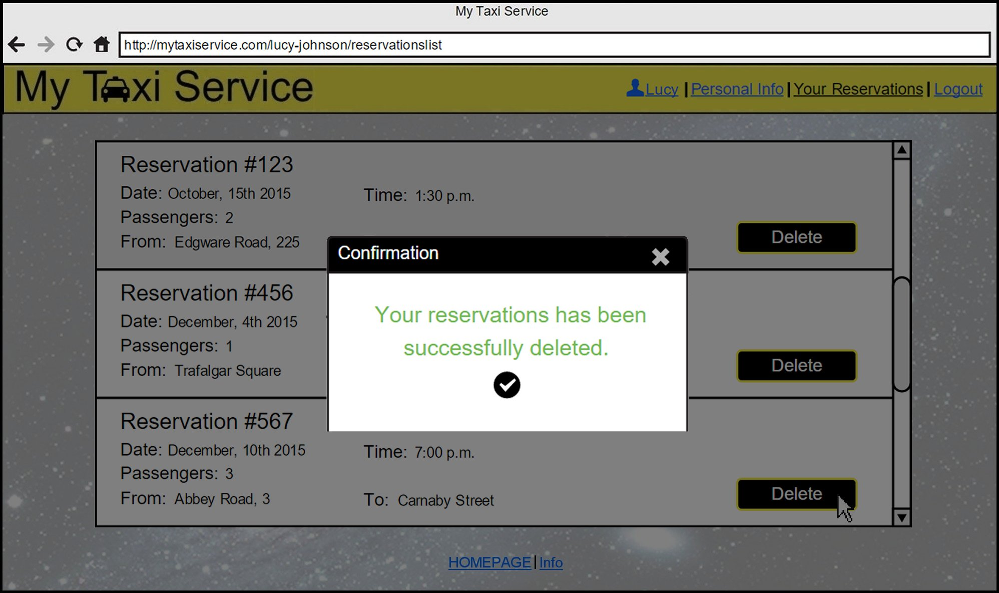 My Taxi Service
http://mytaxiservice.com/lucy-johnson/reservationslist
My Taxi Service
Lucy | Personal Info | Your Reservations | Logout
Reservation #123
Date: October, 15th 2015 Time: 1:30 p.m.
Passengers: 2
From: Edgware Road, 225
Delete
Confirmation
Your reservations has been
successfully deleted.
Reservation #456
Date: December, 4th 2015
Passengers: 1
From: Trafalgar Square
Delete
Reservation #567
Date: December, 10th 2015 Time: 7:00 p.m.
Passengers: 3
From: Abbey Road, 3 To: Carnaby Street
Delete
HOMEPAGE | Info